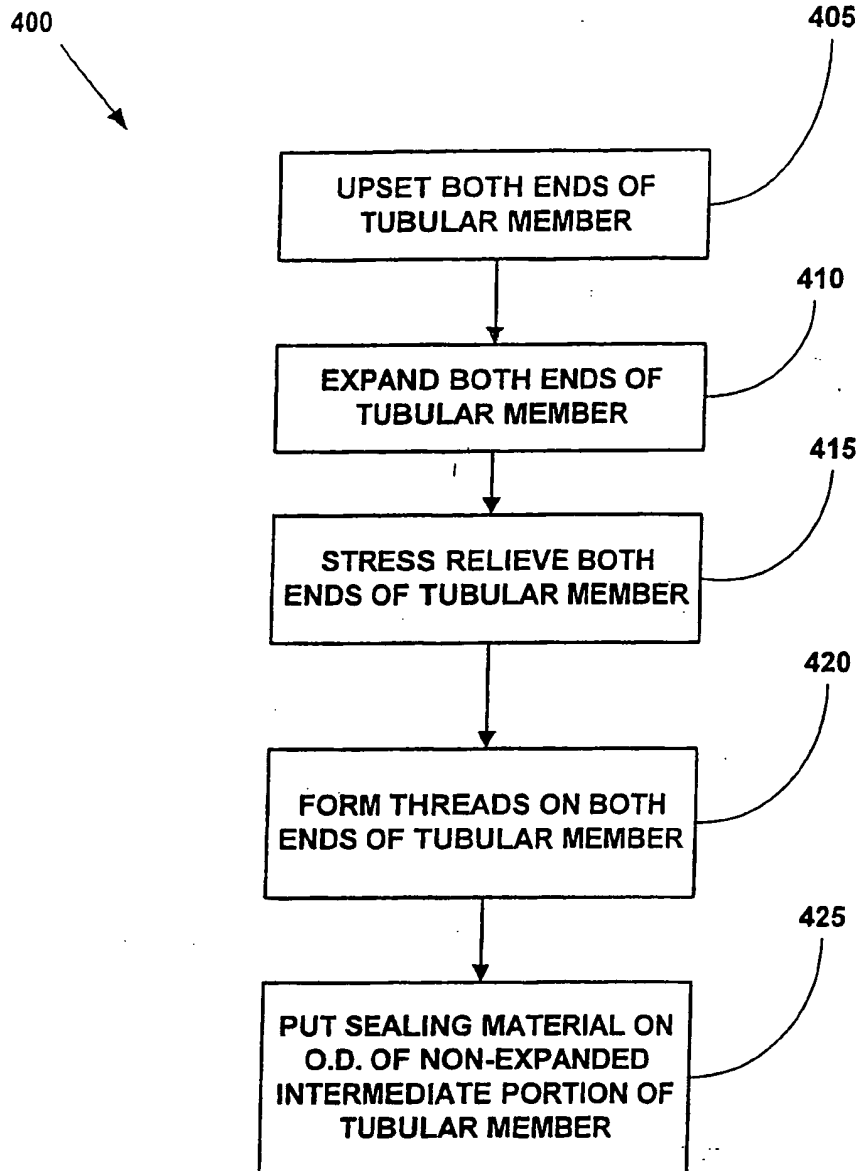 400
405
UPSET BOTH ENDS OF
TUBULAR MEMBER
410
EXPAND BOTH ENDS OF
TUBULAR MEMBER
415
STRESS RELIEVE BOTH
ENDS OF TUBULAR MEMBER
420
FORM THREADS ON BOTH
ENDS OF TUBULAR MEMBER
425
PUT SEALING MATERIAL ON
O.D. OF NON-EXPANDED
INTERMEDIATE PORTION OF
TUBULAR MEMBER